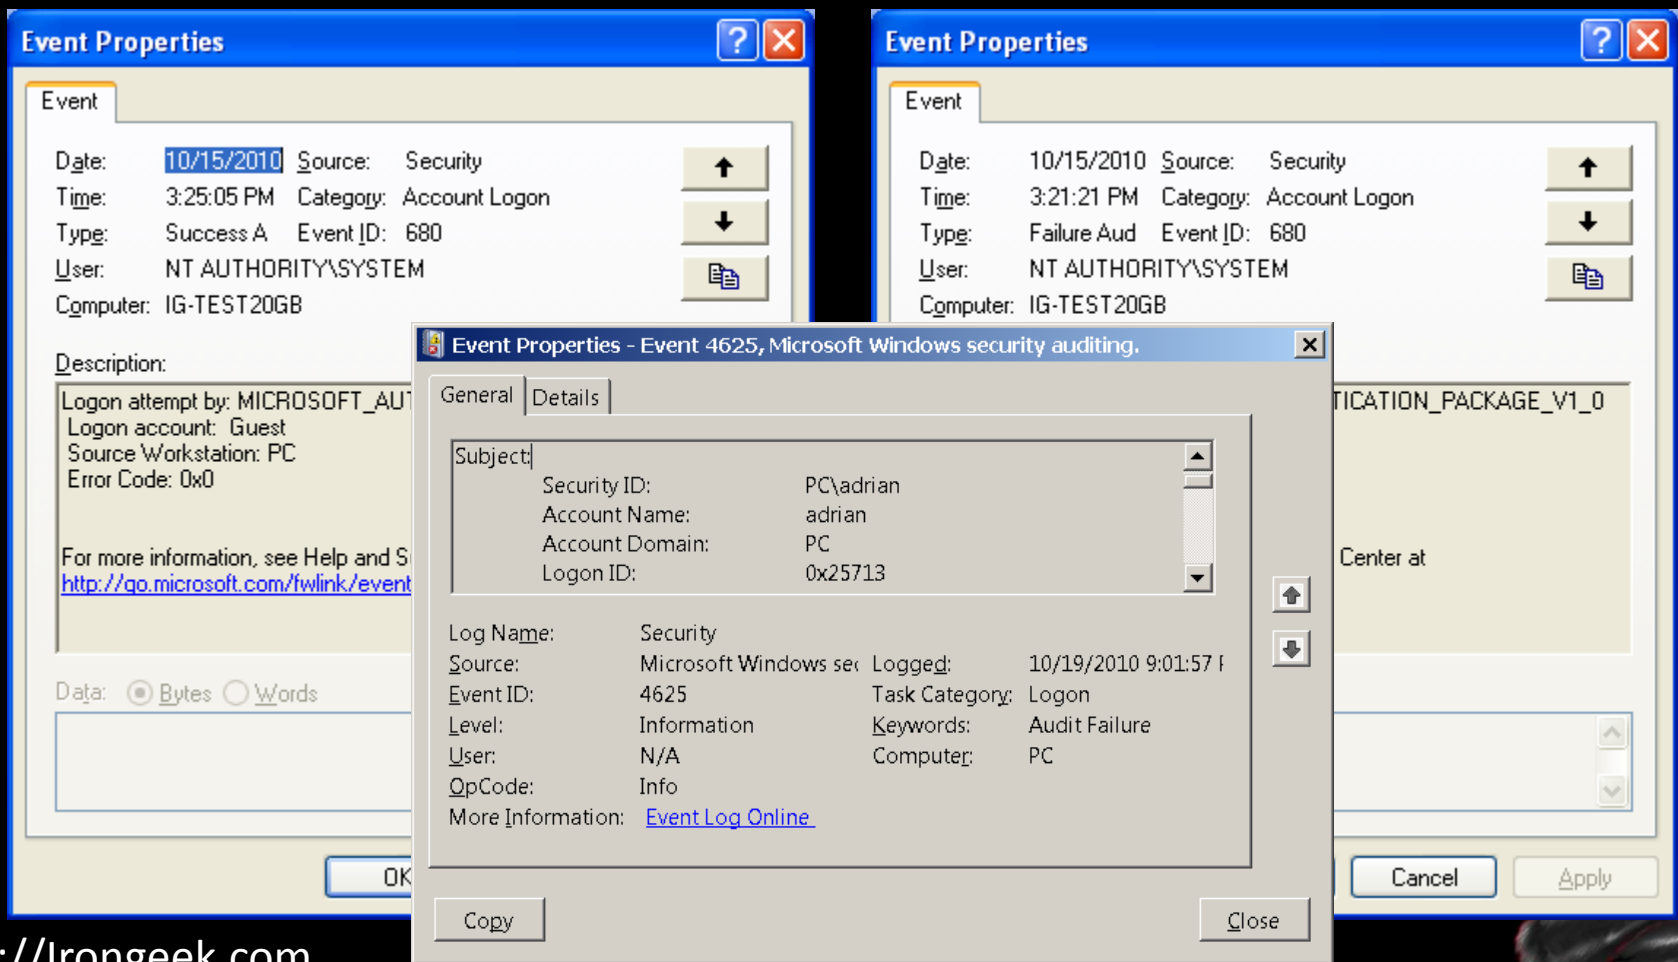 Event Properties
Event
Date: 10/15/2010 Source: Security
Time: 3:25:05 PM Category: Account Logon
Type: Success A Event ID: 680
User: NT AUTHORITY\SYSTEM
Computer: IG-TEST20GB
Description:
Logon attempt by: MICROSOFT_AUT
Logon account: Guest
Source Workstation: PC
Error Code: 0x0
For more information, see Help and S
http://go.microsoft.com/fwlink/event
Data: Bytes Words
OK
Event Properties
Event
Date: 10/15/2010 Source: Security
Time: 3:21:21 PM Category: Account Logon
Type: Failure Aud Event ID: 680
User: NT AUTHORITY\SYSTEM
Computer: IG-TEST20GB
TICATION_PACKAGE_V1_0
Center at
Cancel Apply
Event Properties - Event 4625, Microsoft Windows security auditing.
General Details
Subject:
Security ID: PC\adrian
Account Name: adrian
Account Domain: PC
Logon ID: 0x25713
Log Name: Security
Source: Microsoft Windows sec Logged: 10/19/2010 9:01:57
Event ID: 4625 Task Category: Logon
Level: Information Keywords: Audit Failure
User: N/A Computer: PC
OpCode: Info
More Information: Event Log Online
Copy Close
://Irongeek.com